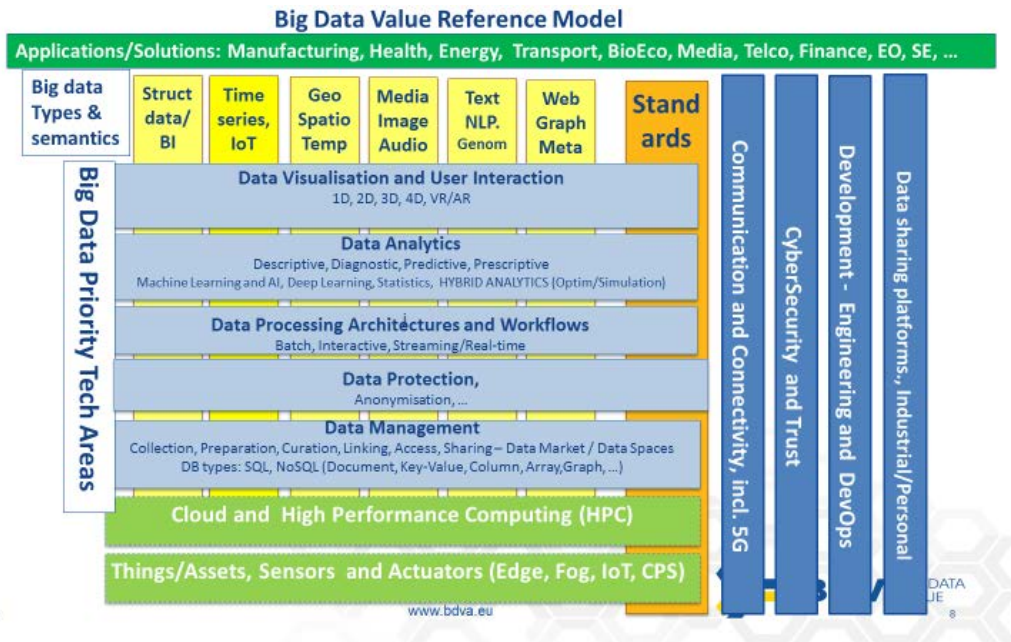 Big Data Value Reference Model
Applications/Solutions: Manufacturing, Health, Energy, Transport, BioEco, Media, Telco, Finance, EO, SE, ...
Big data
Types &
semantics
Struct
data/
BI
Time
series,
IoT
Geo
Spatio
Temp
Media
Image
Audio
Text
NLP.
Genom
Web
Graph
Meta
Stand
ards
Big Data Priority Tech Areas
Data Visualisation and User Interaction
1D, 2D, 3D, 4D, VR/AR
Data Analytics
Descriptive, Diagnostic, Predictive, Prescriptive
Machine Learning and AI, Deep Learning, Statistics, HYBRID ANALYTICS (Optim/Simulation)
Data Processing Architectures and Workflows
Batch, Interactive, Streaming/Real-time
Data Protection,
Anonymisation, ...
Data Management
Collection, Preparation, Curation, Linking, Access, Sharing – Data Market / Data Spaces
DB types: SQL, NoSQL (Document, Key-Value, Column, Array,Graph, ...)
Cloud and High Performance Computing (HPC)
Things/Assets, Sensors and Actuators (Edge, Fog, IoT, CPS)
Communication and Connectivity, incl. 5G
CyberSecurity and Trust
Development - Engineering and DevOps
Data sharing platforms., Industrial/Personal
www.bdva.eu
DATA
UE
8